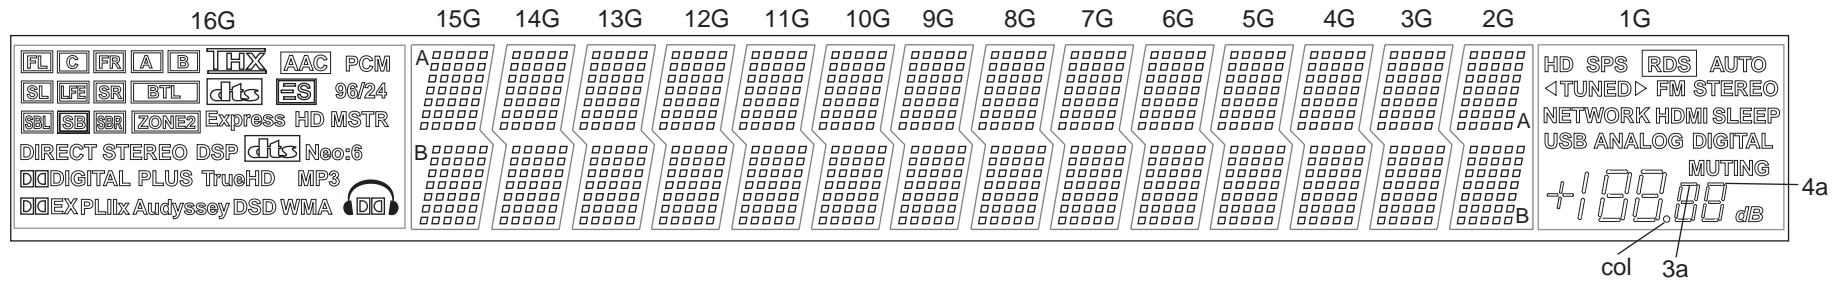 16G 15G 14G 13G 12G 11G 10G 9G 8G 7G 6G 5G 4G 3G 2G 1G
FL C FR A B THX AAC PCM
SL LFE SR BTL dts ES 96/24
SBL SB SBR ZONE2 Express HD MSTR
DIRECT STEREO DSP dts Neo:6
DIGITAL PLUS TrueHD MP3
EX PLIIx Audyssey DSD WMA
A
B
A
B
HD SPS RDS AUTO
◁TUNED▷ FM STEREO
NETWORK HDMI SLEEP
USB ANALOG DIGITAL
MUTING
+188.88 dB
4a
col 3a